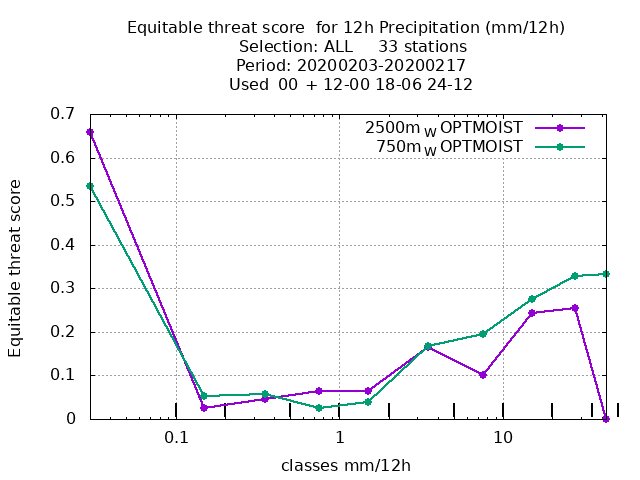 Equitable threat score  for 12h Precipitation (mm/12h)
Selection: ALL     33 stations
Period: 20200203-20200217
Used  00  + 12-00 18-06 24-12
2500m W OPTMOIST
750m W OPTMOIST
0.7
0.6
0.5
0.4
0.3
0.2
0.1
0
Equitable threat score
0.1 1 10
classes mm/12h